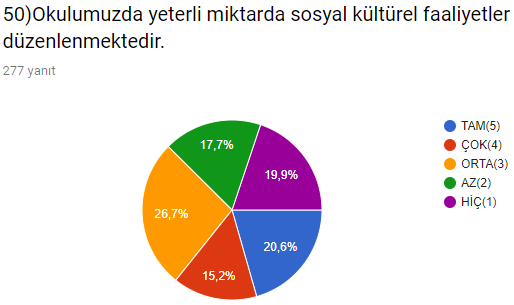 50)Okulumuzda yeterli miktarda sosyal kültürel faaliyetler
düzenlenmektedir.
277 yanıt
17,7%
19,9%
26,7%
20,6%
15,2%
TAM(5)
ÇOK(4)
ORTA(3)
AZ(2)
HİÇ(1)